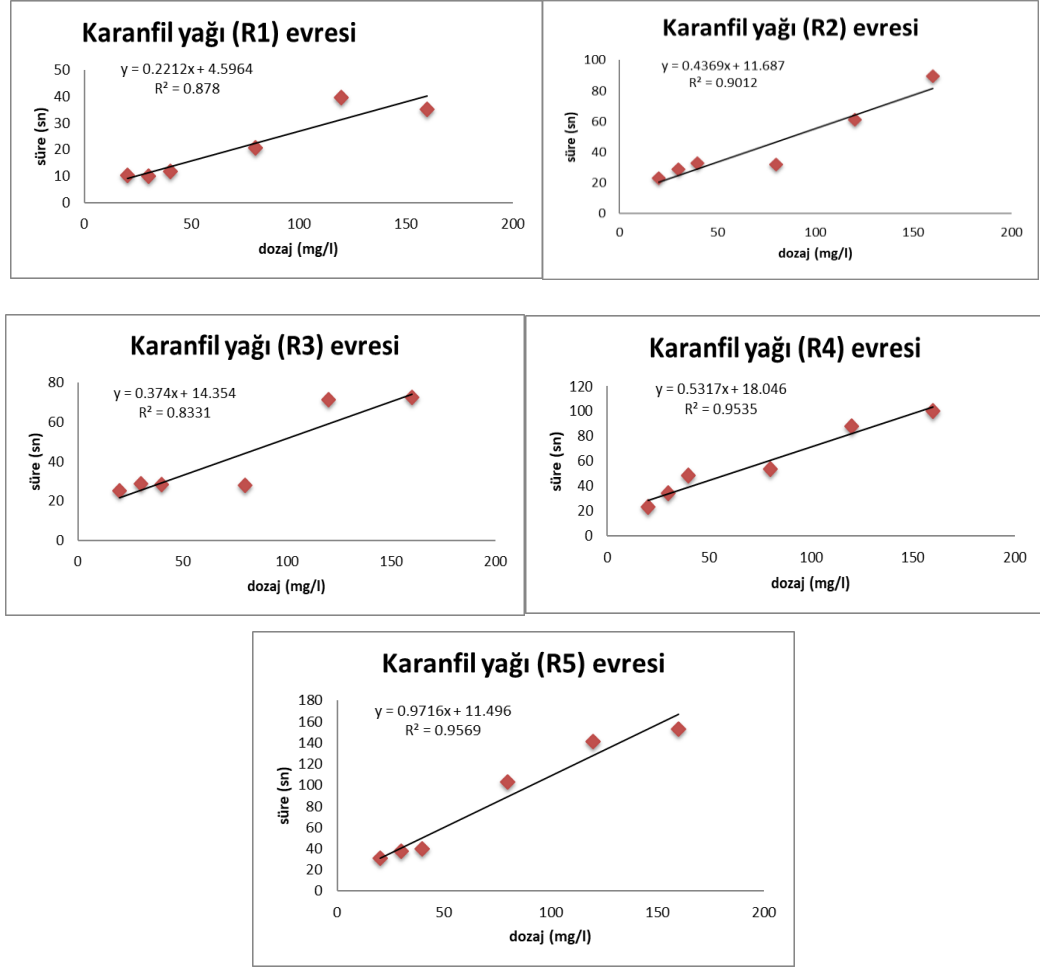 Karanfil yağı (R1) evresi
y = 0.2212x + 4.5964
R² = 0.878
50
40
30
20
10
0
0 50 100 150 200
süre (sn)
dozaj (mg/l)
Karanfil yağı (R2) evresi
y = 0.4369x + 11.687
R² = 0.9012
100
80
60
40
20
0
0 50 100 150 200
süre (sn)
dozaj (mg/l)
Karanfil yağı (R3) evresi
y = 0.374x + 14.354
R² = 0.8331
80
60
40
20
0
0 50 100 150 200
süre (sn)
dozaj (mg/l)
Karanfil yağı (R4) evresi
y = 0.5317x + 18.046
R² = 0.9535
120
100
80
60
40
20
0
0 50 100 150 200
süre (sn)
dozaj (mg/l)
Karanfil yağı (R5) evresi
y = 0.9716x + 11.496
R² = 0.9569
180
160
140
120
100
80
60
40
20
0
0 50 100 150 200
süre (sn)
dozaj (mg/l)